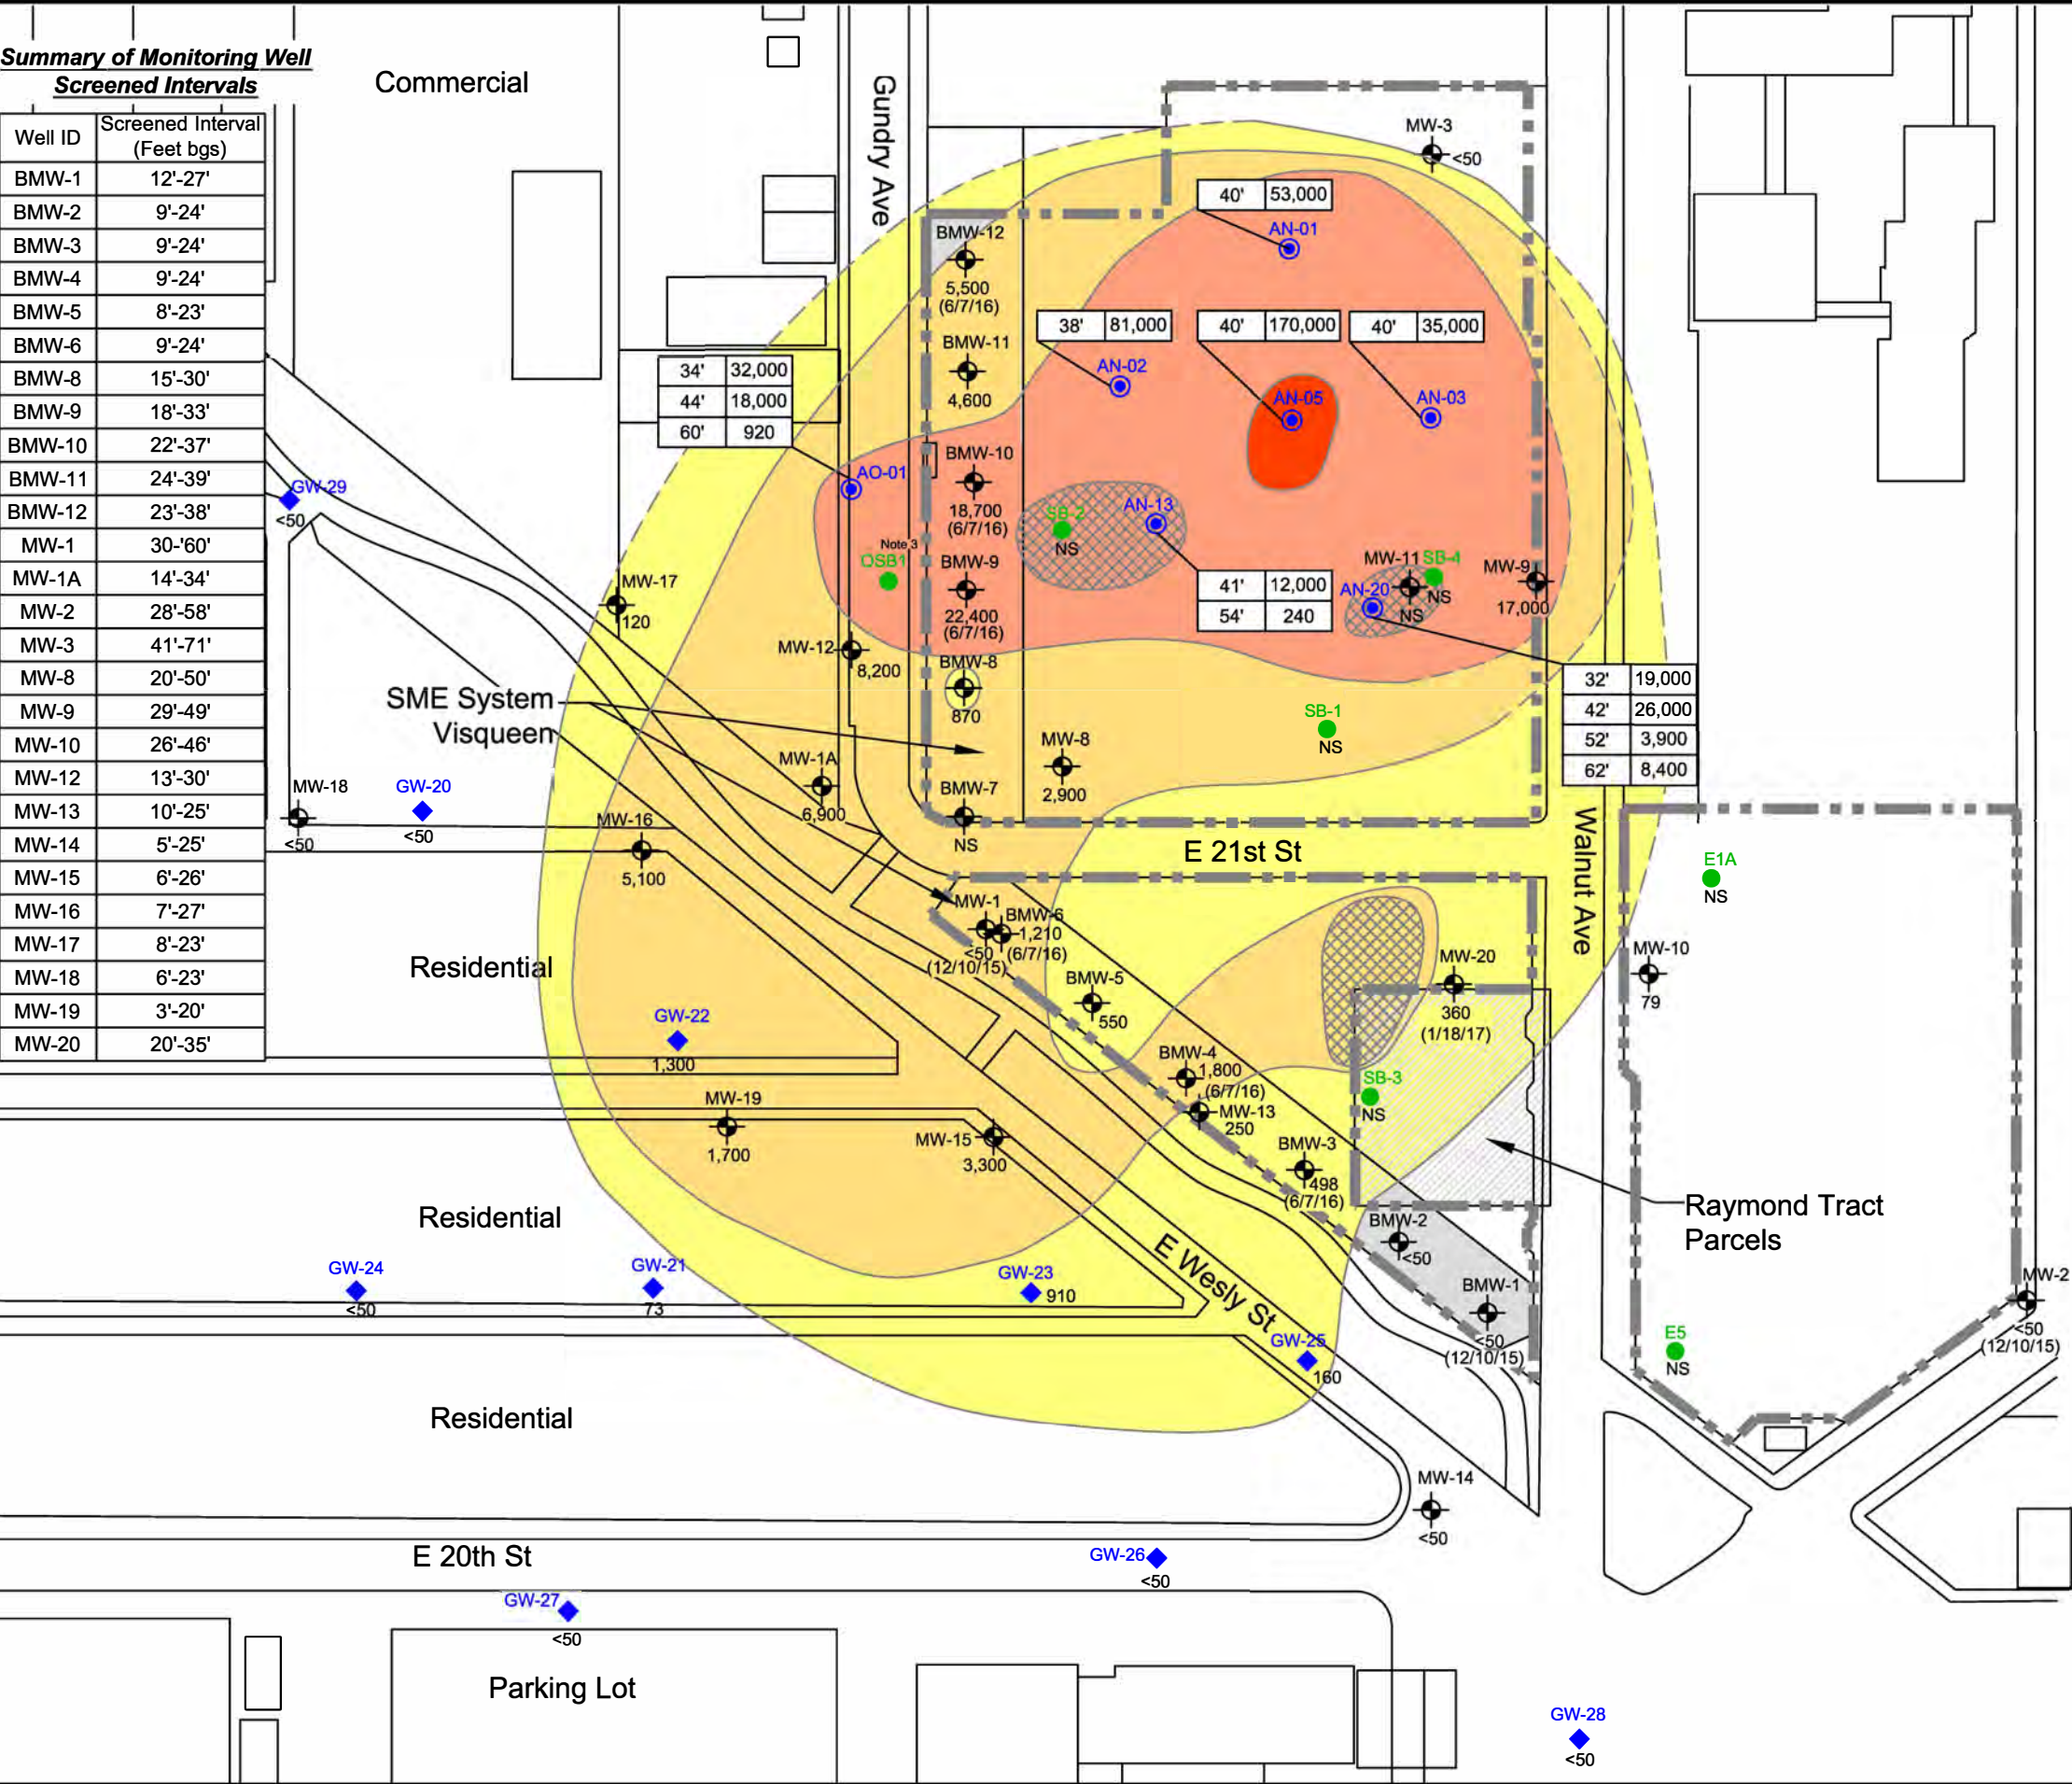 Summary of Monitoring Well
Screened Intervals
Well ID
Screened Interval
(Feet bgs)
BMW-1 12'-27'
BMW-2 9'-24'
BMW-3 9'-24'
BMW-4 9'-24'
BMW-5 8'-23'
BMW-6 9'-24'
BMW-8 15'-30'
BMW-9 18'-33'
BMW-10 22'-37'
BMW-11 24'-39'
BMW-12 23'-38'
MW-1 30-'60'
MW-1A 14'-34'
MW-2 28'-58'
MW-3 41'-71'
MW-8 20'-50'
MW-9 29'-49'
MW-10 26'-46'
MW-12 13'-30'
MW-13 10'-25'
MW-14 5'-25'
MW-15 6'-26'
MW-16 7'-27'
MW-17 8'-23'
MW-18 6'-23'
MW-19 3'-20'
MW-20 20'-35'
Commercial
Gundry Ave
MW-3
<50
40' 53,000
AN-01
BMW-12
5,500
(6/7/16)
38' 81,000
AN-02
40' 170,000
AN-05
40' 35,000
AN-03
BMW-11
4,600
34' 32,000
44' 18,000
60' 920
AO-01
BMW-10
18,700
(6/7/16)
GW-29
<50
SB-2
NS
AN-13
41' 12,000
54' 240
Note 3
OSB1
BMW-9
22,400
(6/7/16)
MW-11
NS
SB-4
NS
AN-20
MW-9
17,000
32' 19,000
42' 26,000
52' 3,900
62' 8,400
MW-17
120
MW-12
8,200
BMW-8
870
SME System
Visqueen
SB-1
NS
MW-8
2,900
MW-1A
6,900
BMW-7
NS
MW-18
<50
GW-20
<50
MW-16
5,100
E 21st St
Walnut Ave
E1A
NS
MW-1
<50
(12/10/15)
BMW-6
1,210
(6/7/16)
Residential
BMW-5
550
MW-20
360
(1/18/17)
MW-10
79
GW-22
1,300
BMW-4
1,800
(6/7/16)
SB-3
NS
MW-19
1,700
MW-15
3,300
MW-13
250
BMW-3
498
(6/7/16)
Raymond Tract
Parcels
Residential
BMW-2
<50
E Wesly St
GW-24
<50
GW-21
73
GW-23
910
BMW-1
<50
(12/10/15)
MW-2
<50
(12/10/15)
GW-25
160
E5
NS
Residential
MW-14
<50
E 20th St
GW-26
<50
GW-27
<50
Parking Lot
GW-28
<50